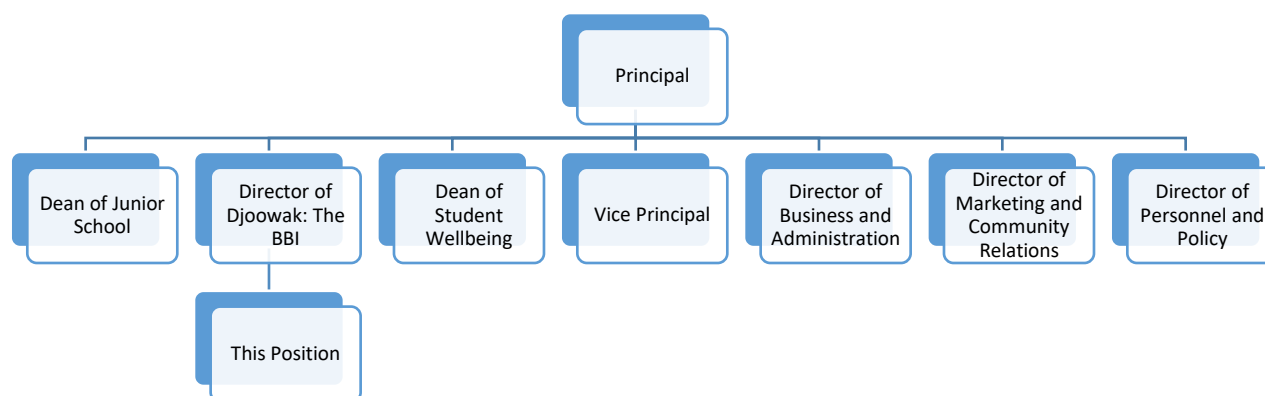 Principal
Dean of Junior
School
Director of
Djoowak: The
BBI
Dean of
Student
Wellbeing
Vice Principal
Director of
Business and
Administration
Director of
Marketing and
Community
Relations
Director of
Personnel and
Policy
This Position